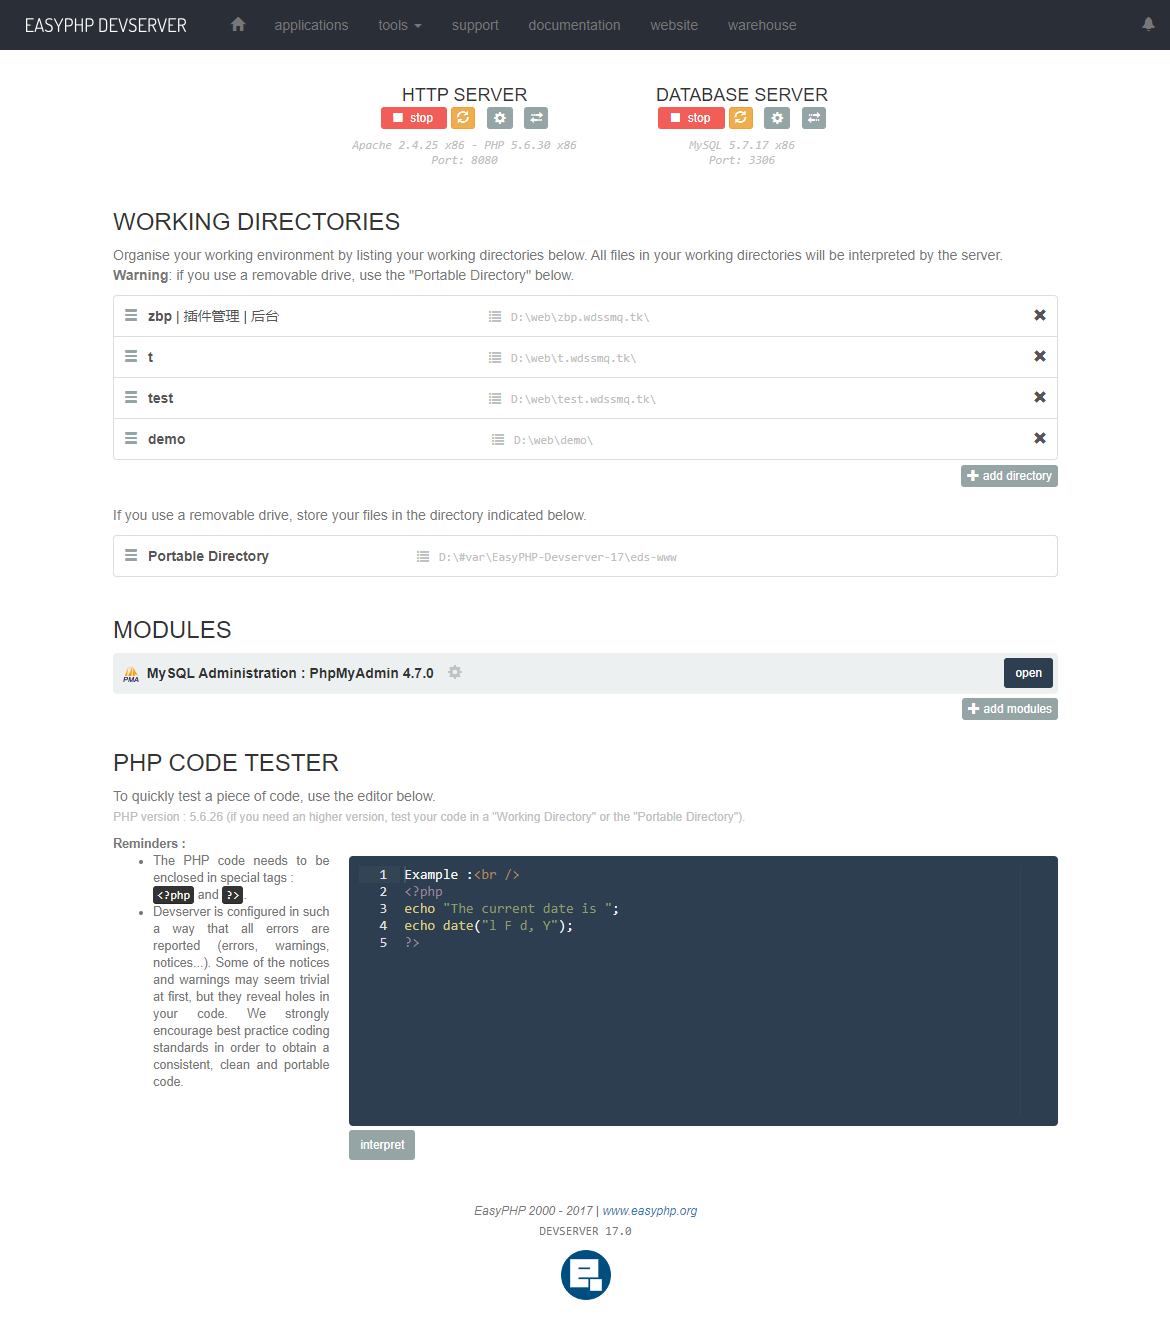 EASYPHP DEVSERVER applications tools support documentation website warehouse
HTTP SERVER
stop
Apache 2.4.25 x86 - PHP 5.6.30 x86
Port: 8080
DATABASE SERVER
stop
MySQL 5.7.17 x86
Port: 3306
WORKING DIRECTORIES
Organise your working environment by listing your working directories below. All files in your working directories will be interpreted by the server.
Warning: if you use a removable drive, use the "Portable Directory" below.
zbp | 插件管理 | 后台 D:\web\zbp.wdssmq.tk\
t D:\web\t.wdssmq.tk\
test D:\web\test.wdssmq.tk\
demo D:\web\demo\
add directory
If you use a removable drive, store your files in the directory indicated below.
Portable Directory D:\#var\EasyPHP-Devserver-17\eds-www
MODULES
PMA MySQL Administration : PhpMyAdmin 4.7.0 open
add modules
PHP CODE TESTER
To quickly test a piece of code, use the editor below.
PHP version : 5.6.26 (if you need an higher version, test your code in a "Working Directory" or the "Portable Directory").
Reminders :
The PHP code needs to be
enclosed in special tags :
<?php and ?>.
Devserver is configured in such
a way that all errors are
reported (errors, warnings,
notices...). Some of the notices
and warnings may seem trivial
at first, but they reveal holes in
your code. We strongly
encourage best practice coding
standards in order to obtain a
consistent, clean and portable
code.
1 Example :<br />
2 <?php
3 echo "The current date is ";
4 echo date("l F d, Y");
5 ?>
interpret
EasyPHP 2000 - 2017 | www.easyphp.org
DEVSERVER 17.0